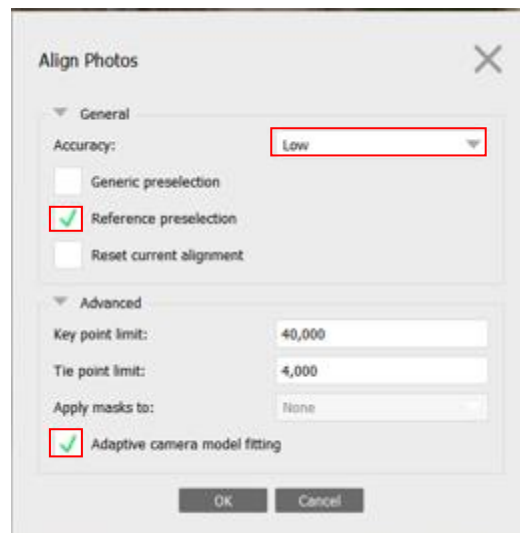 Align Photos
General
Accuracy: Low
Generic preselection
Reference preselection
Reset current alignment
Advanced
Key point limit: 40,000
Tie point limit: 4,000
Apply masks to: None
Adaptive camera model fitting
OK Cancel